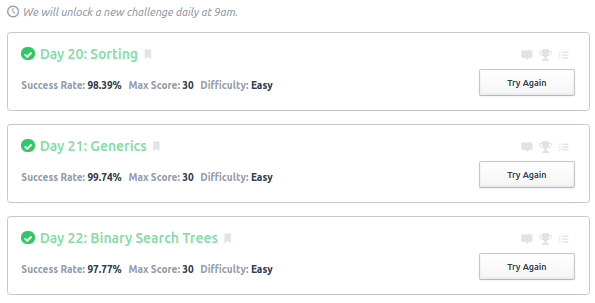 We will unlock a new challenge daily at 9am.
Day 20: Sorting
Success Rate: 98.39% Max Score: 30 Difficulty: Easy
Try Again
Day 21: Generics
Success Rate: 99.74% Max Score: 30 Difficulty: Easy
Try Again
Day 22: Binary Search Trees
Success Rate: 97.77% Max Score: 30 Difficulty: Easy
Try Again